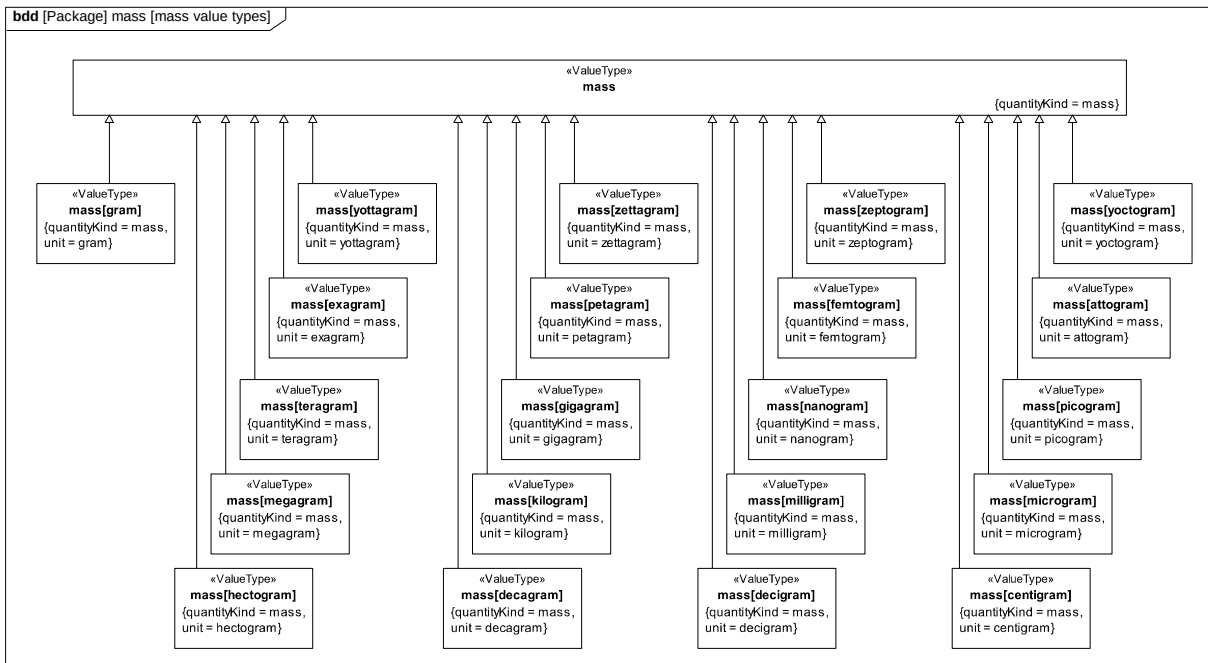 bdd [Package] mass [mass value types]
«ValueType»
mass
{quantityKind = mass}
«ValueType»
mass[gram]
{quantityKind = mass,
unit = gram}
«ValueType»
mass[yottagram]
{quantityKind = mass,
unit = yottagram}
«ValueType»
mass[zettagram]
{quantityKind = mass,
unit = zettagram}
«ValueType»
mass[zeptogram]
{quantityKind = mass,
unit = zeptogram}
«ValueType»
mass[yoctogram]
{quantityKind = mass,
unit = yoctogram}
«ValueType»
mass[exagram]
{quantityKind = mass,
unit = exagram}
«ValueType»
mass[petagram]
{quantityKind = mass,
unit = petagram}
«ValueType»
mass[femtogram]
{quantityKind = mass,
unit = femtogram}
«ValueType»
mass[attogram]
{quantityKind = mass,
unit = attogram}
«ValueType»
mass[teragram]
{quantityKind = mass,
unit = teragram}
«ValueType»
mass[gigagram]
{quantityKind = mass,
unit = gigagram}
«ValueType»
mass[nanogram]
{quantityKind = mass,
unit = nanogram}
«ValueType»
mass[picogram]
{quantityKind = mass,
unit = picogram}
«ValueType»
mass[megagram]
{quantityKind = mass,
unit = megagram}
«ValueType»
mass[kilogram]
{quantityKind = mass,
unit = kilogram}
«ValueType»
mass[milligram]
{quantityKind = mass,
unit = milligram}
«ValueType»
mass[microgram]
{quantityKind = mass,
unit = microgram}
«ValueType»
mass[hectogram]
{quantityKind = mass,
unit = hectogram}
«ValueType»
mass[decagram]
{quantityKind = mass,
unit = decagram}
«ValueType»
mass[decigram]
{quantityKind = mass,
unit = decigram}
«ValueType»
mass[centigram]
{quantityKind = mass,
unit = centigram}